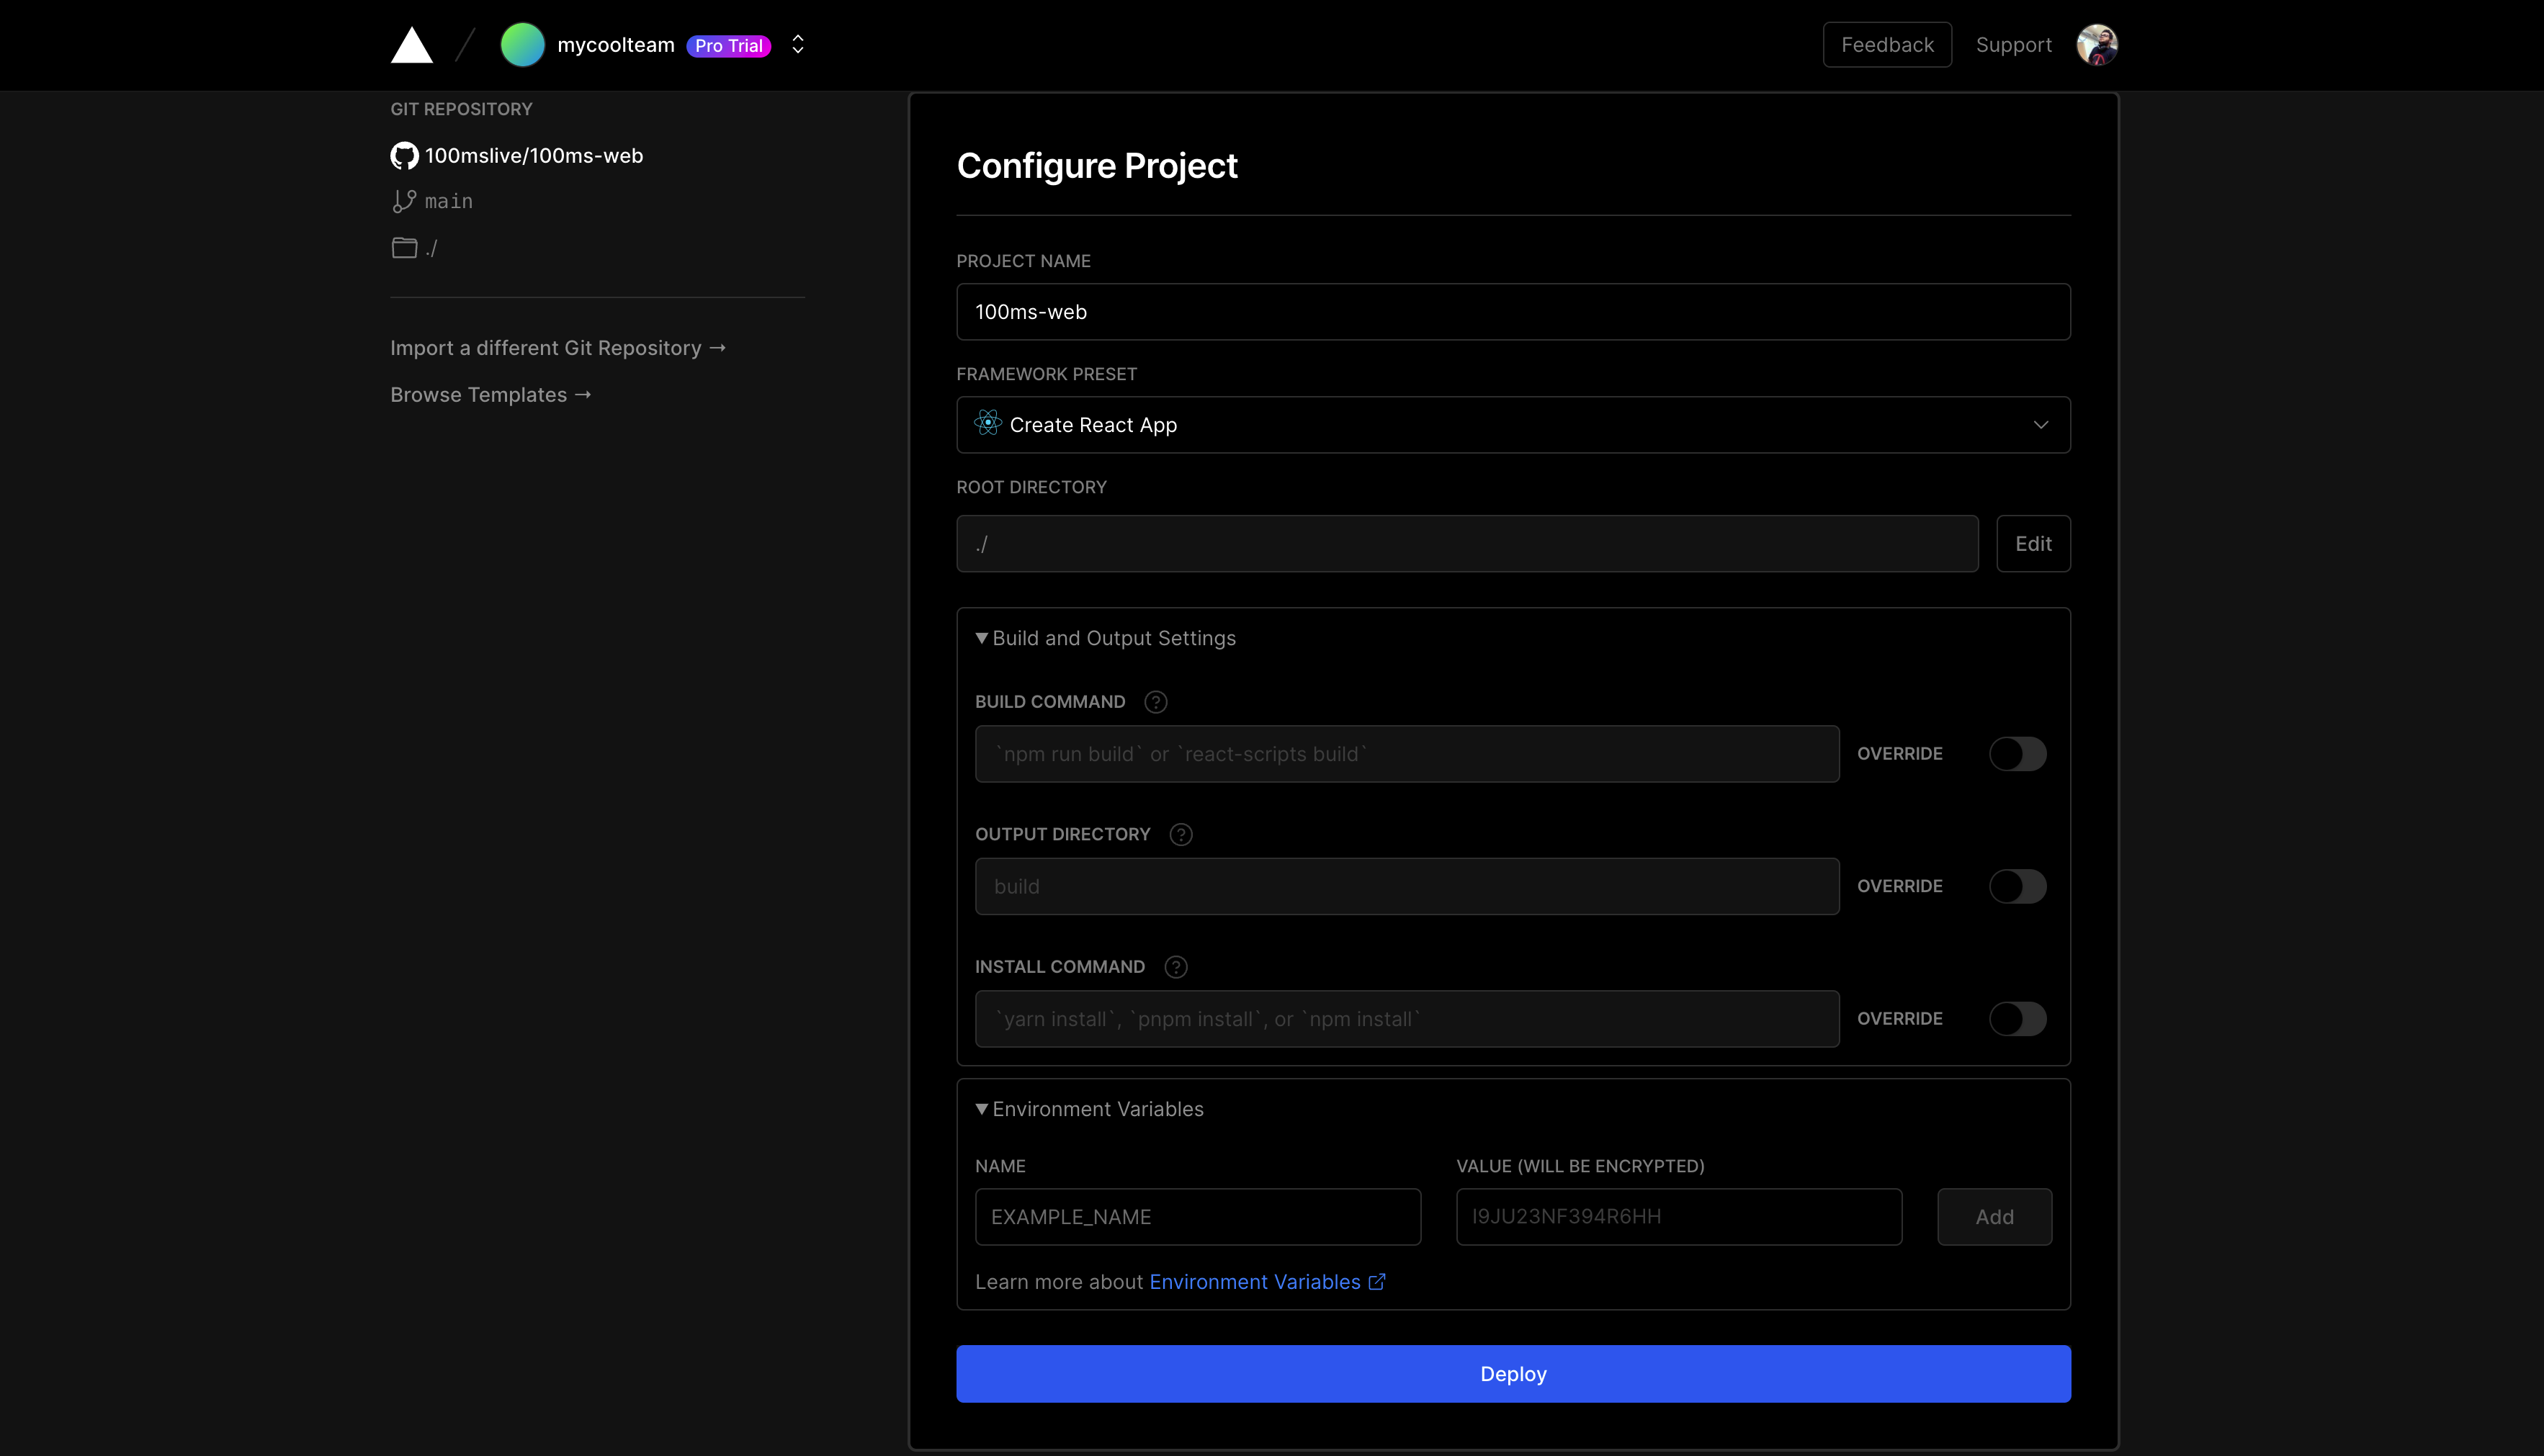 mycoolteam Pro Trial
Feedback Support
GIT REPOSITORY
100mslive/100ms-web
main
./
Import a different Git Repository →
Browse Templates →
Configure Project
PROJECT NAME
100ms-web
FRAMEWORK PRESET
Create React App
ROOT DIRECTORY
./
Edit
Build and Output Settings
BUILD COMMAND ?
`npm run build` or `react-scripts build`
OVERRIDE
OUTPUT DIRECTORY ?
build
OVERRIDE
INSTALL COMMAND ?
`yarn install`, `pnpm install`, or `npm install`
OVERRIDE
Environment Variables
NAME
VALUE (WILL BE ENCRYPTED)
EXAMPLE_NAME
I9JU23NF394R6HH
Add
Learn more about Environment Variables
Deploy